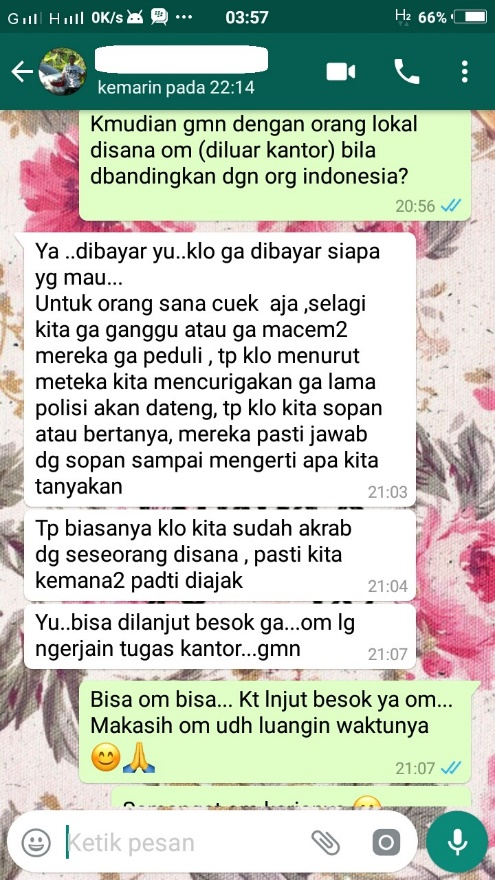 G H 0K/s ••• 03:57 H2 66%
kemarin pada 22:14
Kmudian gmn dengan orang lokal
disana om (diluar kantor) bila
dbandingkan dgn org indonesia?
20:56
Ya ..dibayar yu..klo ga dibayar siapa
yg mau...
Untuk orang sana cuek aja ,selagi
kita ga ganggu atau ga macem2
mereka ga peduli , tp klo menurut
meteka kita mencurigakan ga lama
polisi akan dateng, tp klo kita sopan
atau bertanya, mereka pasti jawab
dg sopan sampai mengerti apa kita
tanyakan
21:03
Tp biasanya klo kita sudah akrab
dg seseorang disana , pasti kita
kemana2 padti diajak
21:04
Yu..bisa dilanjut besok ga...om lg
ngerjain tugas kantor...gmn
21:07
Bisa om bisa... Kt lnjut besok ya om...
Makasih om udh luangin waktunya
😊🙏
21:07
Ketik pesan